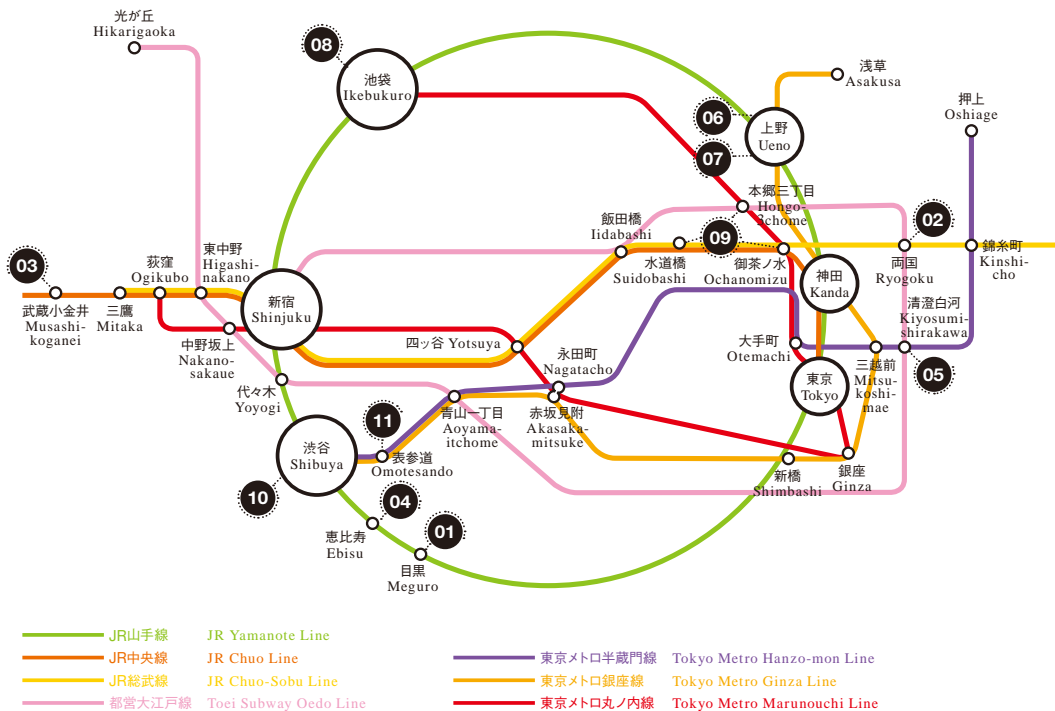 光が丘
Hikarigaoka
08
池袋
Ikebukuro
浅草
Asakusa
押上
Oshiage
06
上野
Ueno
07
本郷三丁目
Hongo-
3chome
飯田橋
Iidabashi
02
09
03
荻窪
Ogikubo
東中野
Higashi-
nakano
水道橋
Suidobashi
御茶ノ水
Ochanomizu
両国
Ryogoku
錦糸町
Kinshi-
cho
神田
Kanda
新宿
Shinjuku
武蔵小金井
Musashi-
koganei
三鷹
Mitaka
清澄白河
Kiyosumi-
shirakawa
中野坂上
Nakano-
sakaue
四ッ谷 Yotsuya
大手町
Otemachi
永田町
Nagatacho
三越前
Mitsu-
koshi-
mae
05
東京
Tokyo
代々木
Yoyogi
11
青山一丁目
Aoyama-
itchome
赤坂見附
Akasaka-
mitsuke
渋谷
Shibuya
表参道
Omotesando
新橋
Shimbashi
銀座
Ginza
10
04
恵比寿
Ebisu
01
目黒
Meguro
JR山手線 JR Yamanote Line
JR中央線 JR Chuo Line
JR総武線 JR Chuo-Sobu Line
都営大江戸線 Toei Subway Oedo Line
東京メトロ半蔵門線 Tokyo Metro Hanzo-mon Line
東京メトロ銀座線 Tokyo Metro Ginza Line
東京メトロ丸ノ内線 Tokyo Metro Marunouchi Line